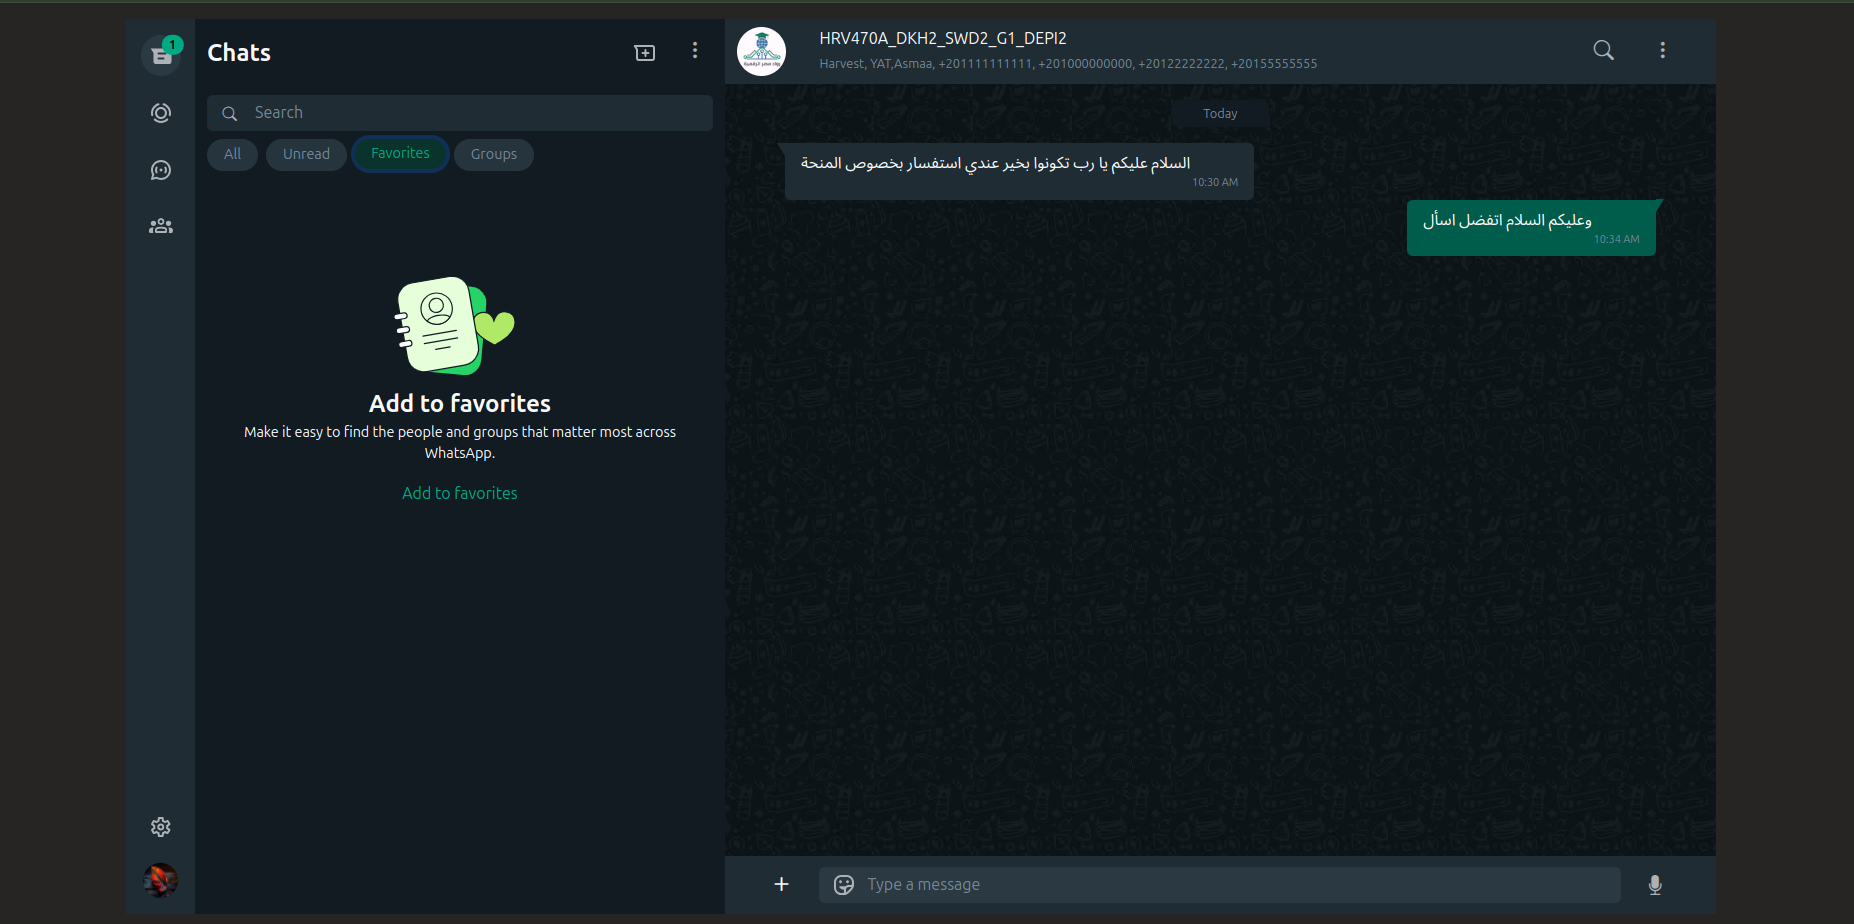 1
Chats
Search
All
Unread
Favorites
Groups
Add to favorites
Make it easy to find the people and groups that matter most across
WhatsApp.
Add to favorites
HRV470A_DKH2_SWD2_G1_DEPI2
Harvest, YAT,Asmaa, +201111111111, +201000000000, +20122222222, +20155555555
Today
السلام عليكم يا رب تكونوا بخير عندي استفسار بخصوص المنحة
10:30 AM
وعليكم السلام اتفضل اسأل
10:34 AM
Type a message